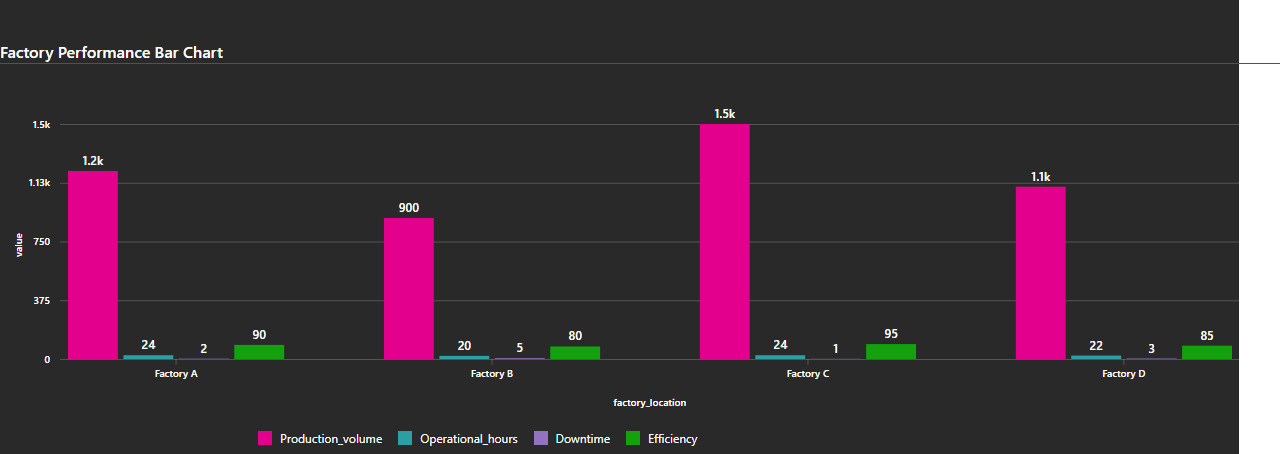 Factory Performance Bar Chart
1.5k
1.5k
1.2k
1.13k
1.1k
900
750
value
375
24 2 90 20 5 80 24 1 95 22 3 85
0
Factory A Factory B Factory C Factory D
factory_location
Production_volume Operational_hours Downtime Efficiency